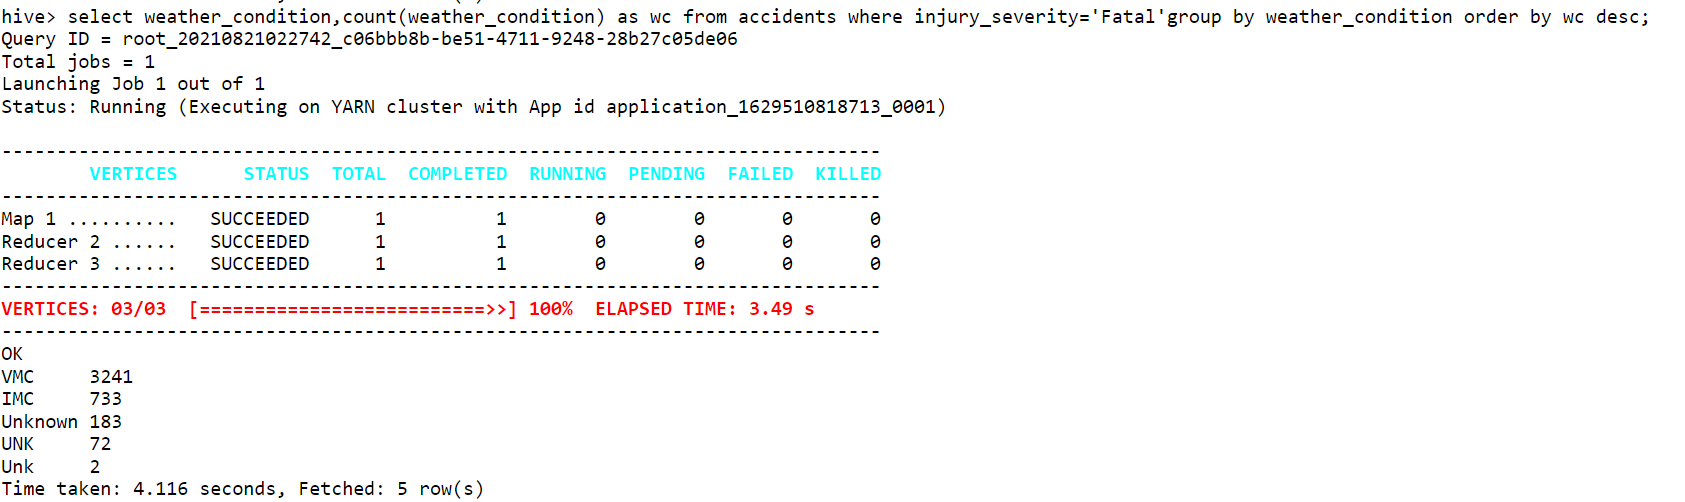 hive> select weather_condition,count(weather_condition) as wc from accidents where injury_severity='Fatal'group by weather_condition order by wc desc;
Query ID = root_20210821022742_c06bbb8b-be51-4711-9248-28b27c05de06
Total jobs = 1
Launching Job 1 out of 1
Status: Running (Executing on YARN cluster with App id application_1629510818713_0001)
--------------------------------------------------------------------------------
        VERTICES      STATUS  TOTAL  COMPLETED  RUNNING  PENDING  FAILED  KILLED
--------------------------------------------------------------------------------
Map 1 ..........   SUCCEEDED      1          1        0        0       0       0
Reducer 2 ......   SUCCEEDED      1          1        0        0       0       0
Reducer 3 ......   SUCCEEDED      1          1        0        0       0       0
--------------------------------------------------------------------------------
VERTICES: 03/03  [==========================>>] 100%  ELAPSED TIME: 3.49 s
--------------------------------------------------------------------------------
OK
VMC     3241
IMC     733
Unknown 183
UNK     72
Unk     2
Time taken: 4.116 seconds, Fetched: 5 row(s)